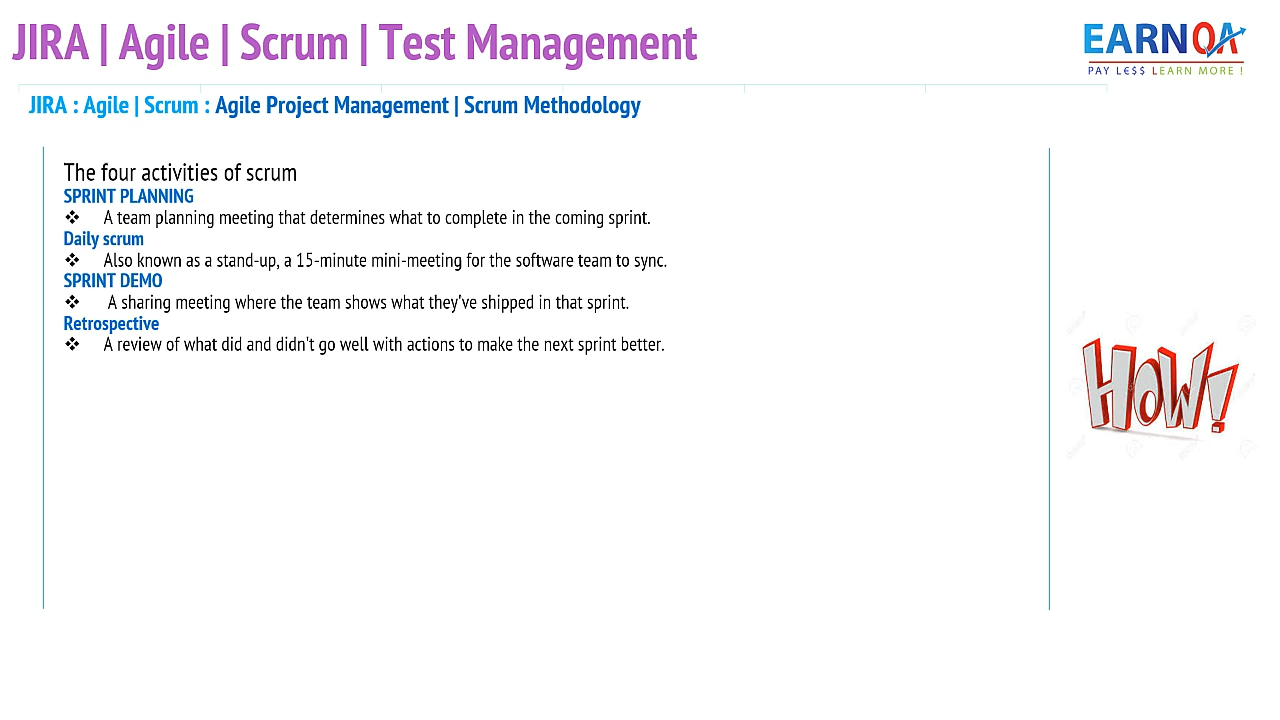 JIRA | Agile | Scrum | Test Management
EARNQA
PAY LE$$ LEARN MORE !
JIRA : Agile | Scrum : Agile Project Management | Scrum Methodology
The four activities of scrum
SPRINT PLANNING
❖ A team planning meeting that determines what to complete in the coming sprint.
Daily scrum
❖ Also known as a stand-up, a 15-minute mini-meeting for the software team to sync.
SPRINT DEMO
❖ A sharing meeting where the team shows what they've shipped in that sprint.
Retrospective
❖ A review of what did and didn't go well with actions to make the next sprint better.
HOW!